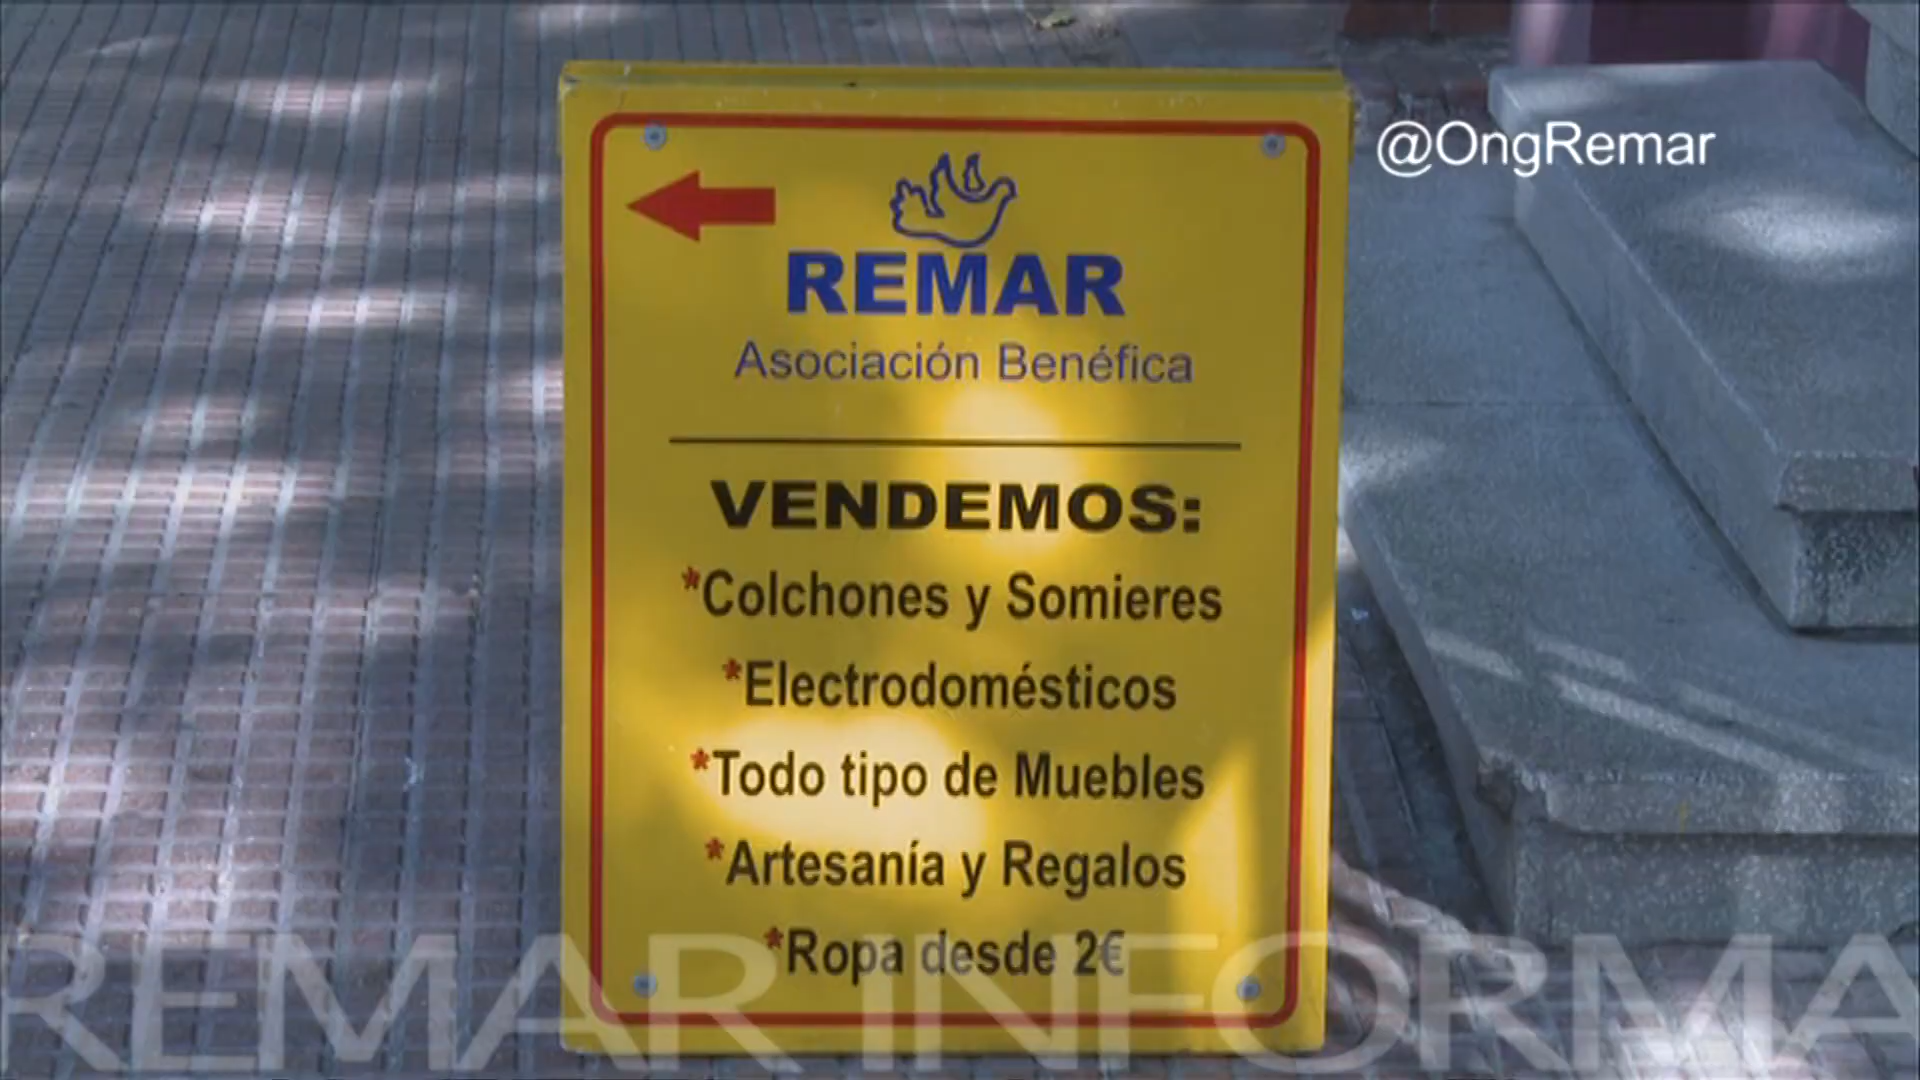 @OngRemar
REMAR
Asociación Benéfica
VENDEMOS:
*Colchones y Somieres
*Electrodomésticos
*Todo tipo de Muebles
*Artesanía y Regalos
*Ropa desde 2€
REMAR INFORMA